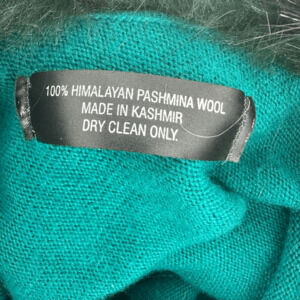 100% HIMALAYAN PASHMINA WOOL
MADE IN KASHMIR
DRY CLEAN ONLY.